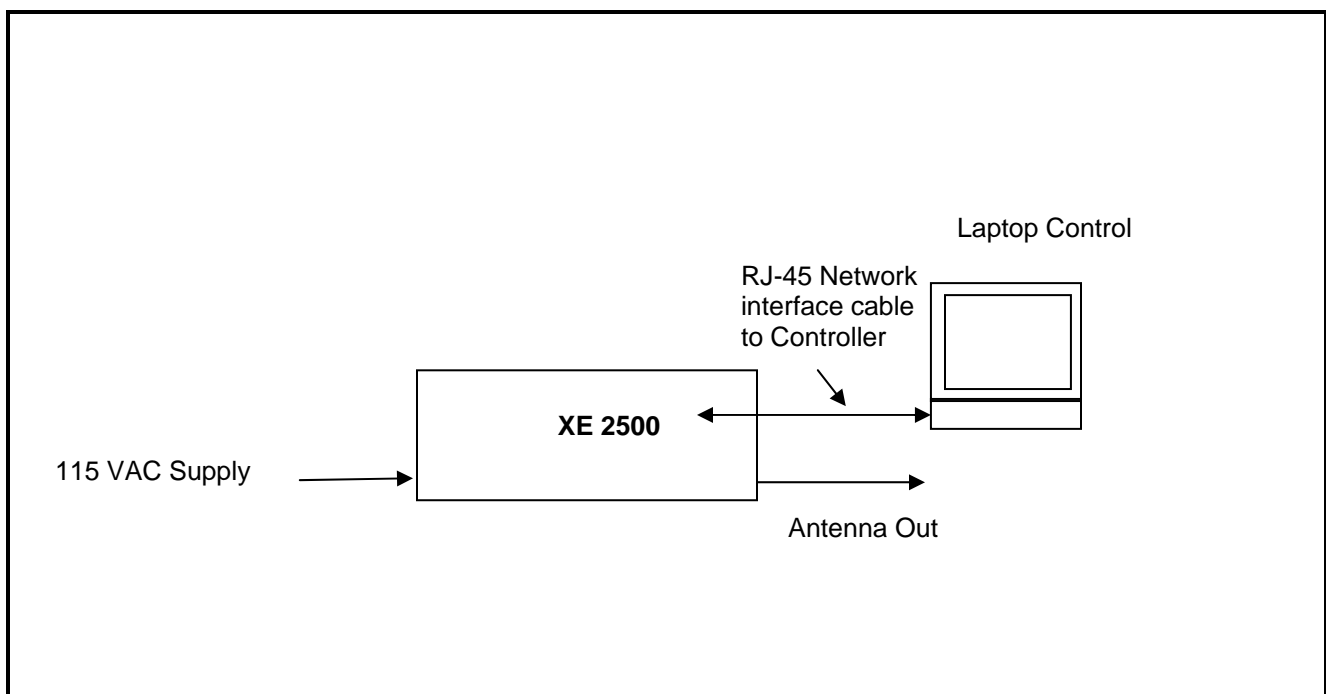 Laptop Control
RJ-45 Network
interface cable
to Controller
XE 2500
115 VAC Supply
Antenna Out